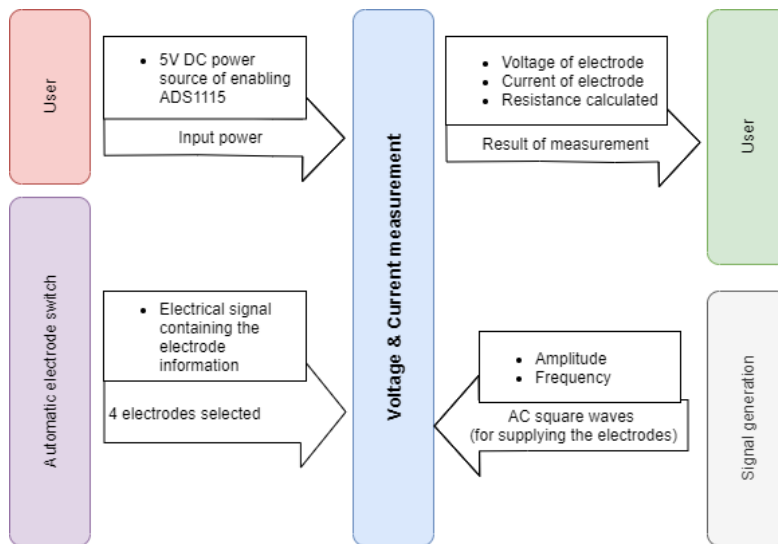 User
• 5V DC power
source of enabling
ADS1115
Input power
Automatic electrode switch
• Electrical signal
containing the
electrode
information
4 electrodes selected
Voltage & Current measurement
• Voltage of electrode
• Current of electrode
• Resistance calculated
Result of measurement
User
• Amplitude
• Frequency
AC square waves
(for supplying the electrodes)
Signal generation